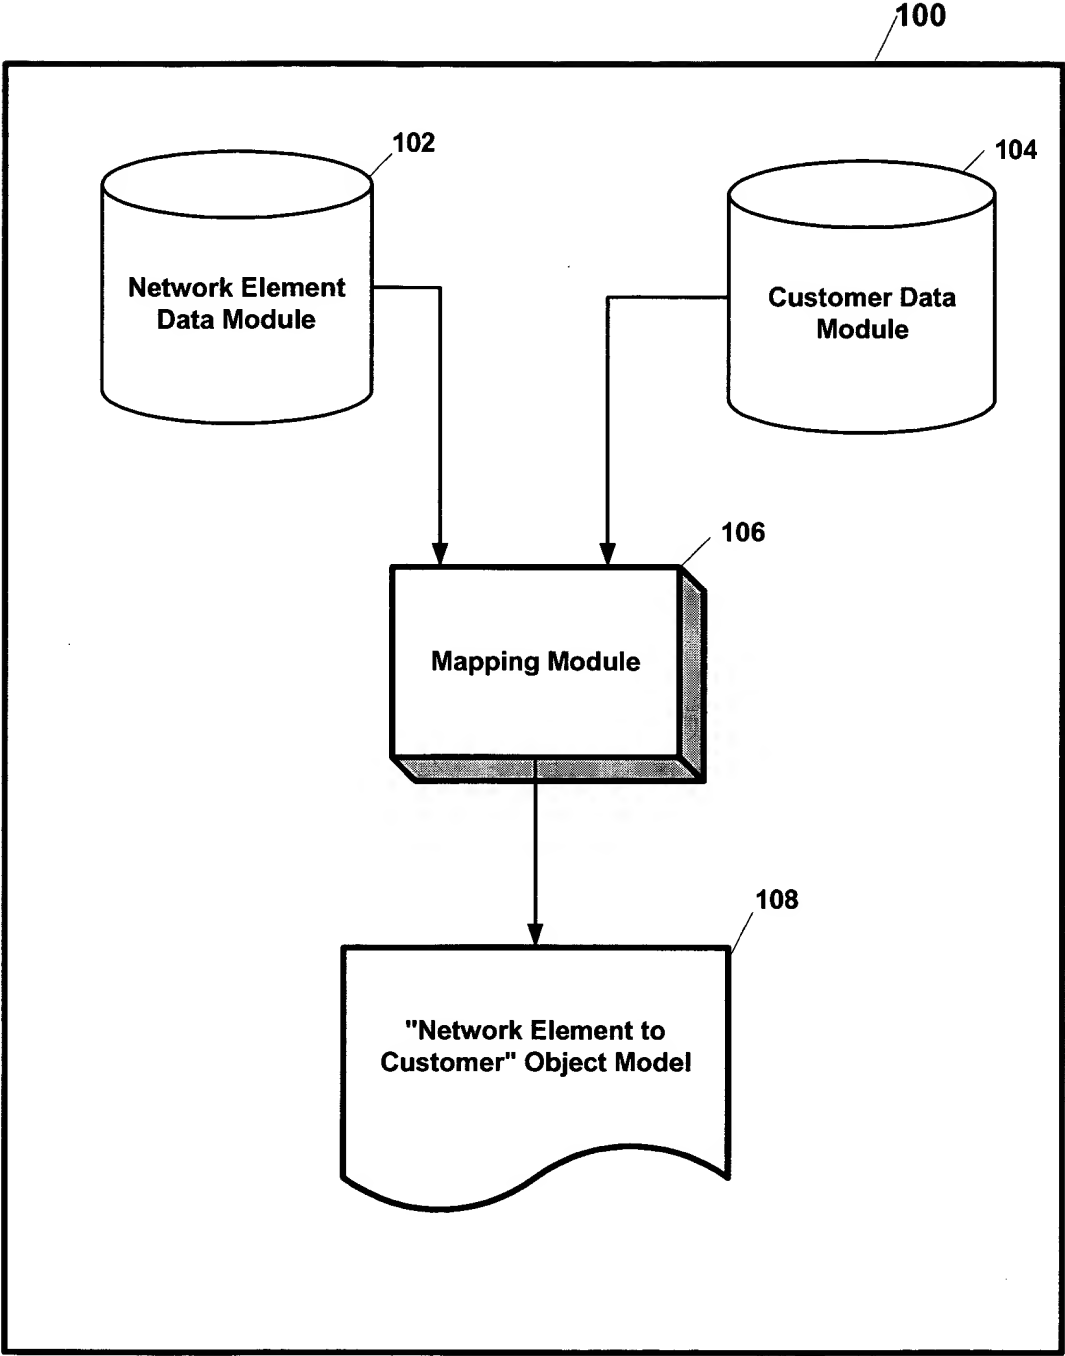 100
102
104
Network Element
Data Module
Customer Data
Module
106
Mapping Module
108
"Network Element to
Customer" Object Model